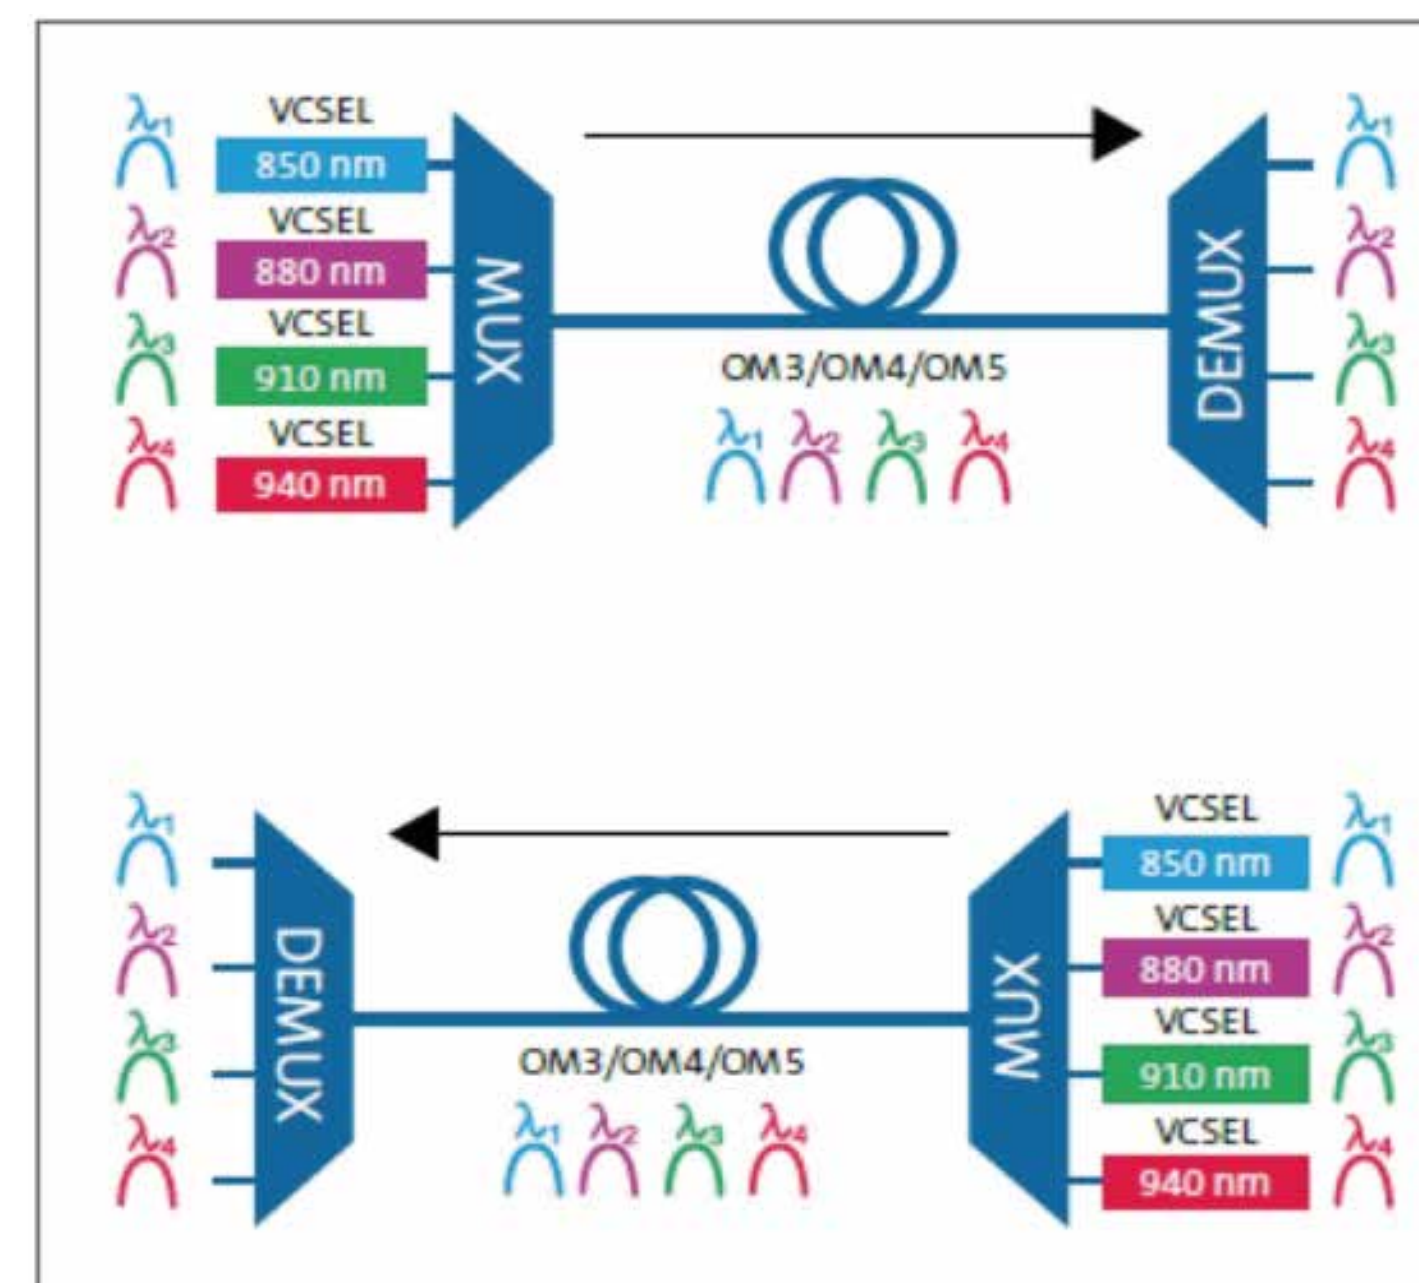 λ1 VCSEL λ1
850 nm
λ2 VCSEL λ2
880 nm
MUX DEMUX
λ3 VCSEL λ3
910 nm
OM3/OM4/OM5
λ4 VCSEL λ4
940 nm
λ1 λ2 λ3 λ4
λ1 VCSEL λ1
850 nm
λ2 VCSEL λ2
880 nm
DEMUX MUX
λ3 VCSEL λ3
OM3/OM4/OM5
910 nm
λ1 λ2 λ3 λ4
λ4 VCSEL λ4
940 nm